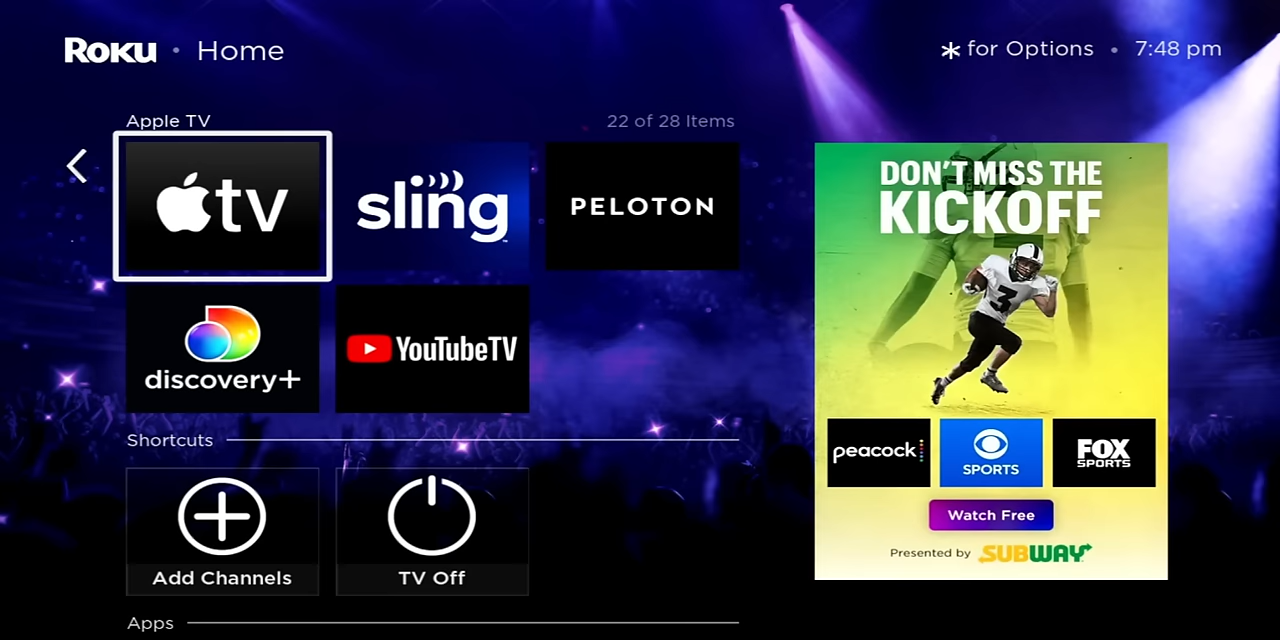 Roku • Home
* for Options • 7:48 pm
Apple TV
22 of 28 Items
tv
sling
PELOTON
discovery+
YouTubeTV
Shortcuts
Add Channels
TV Off
Apps
DON'T MISS THE
KICKOFF
3
peacock
SPORTS
FOX
SPORTS
Watch Free
Presented by SUBWAY